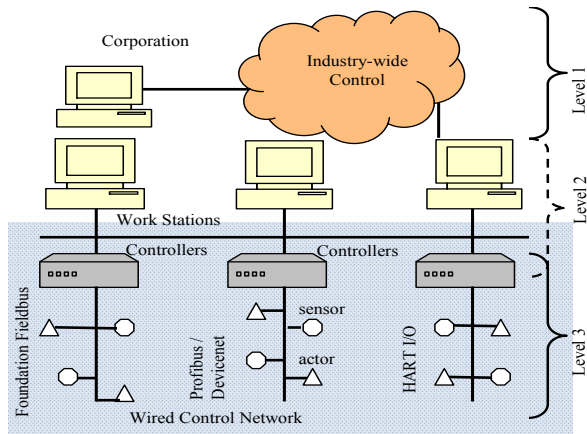 Corporation
Industry-wide
Control
Level 1
Level 2
Work Stations
Controllers
Controllers
Foundation Fieldbus
Profibus /
Devicenet
sensor
actor
HART I/O
Level 3
Wired Control Network